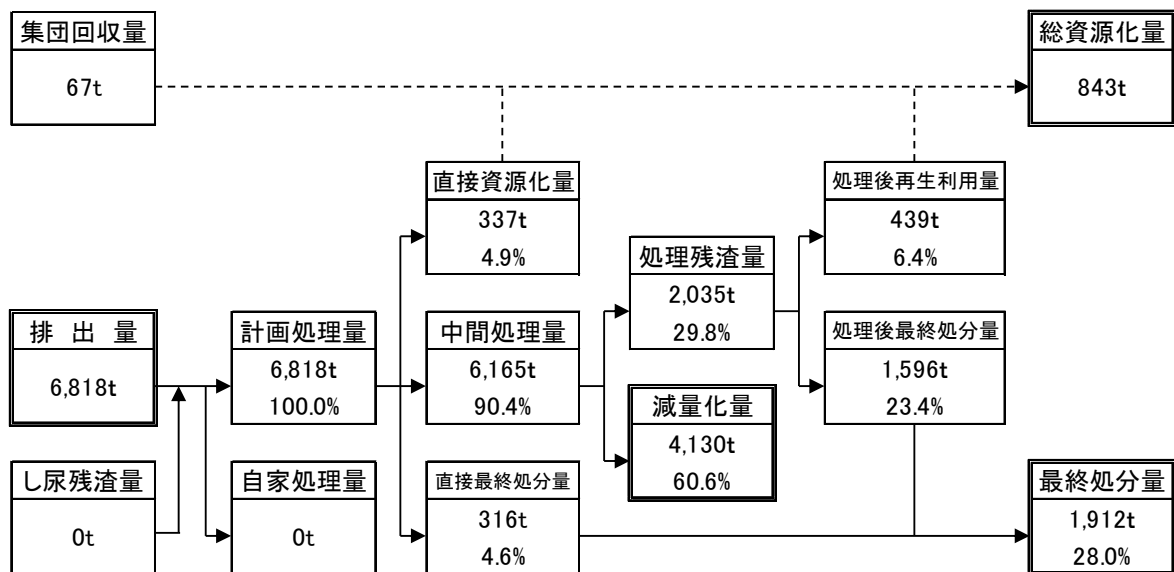 集団回収量
67t
総資源化量
843t
直接資源化量
337t
4.9%
処理後再生利用量
439t
6.4%
処理残渣量
2,035t
29.8%
排 出 量
6,818t
計画処理量
6,818t
100.0%
中間処理量
6,165t
90.4%
処理後最終処分量
1,596t
23.4%
減量化量
4,130t
60.6%
し尿残渣量
0t
自家処理量
0t
直接最終処分量
316t
4.6%
最終処分量
1,912t
28.0%